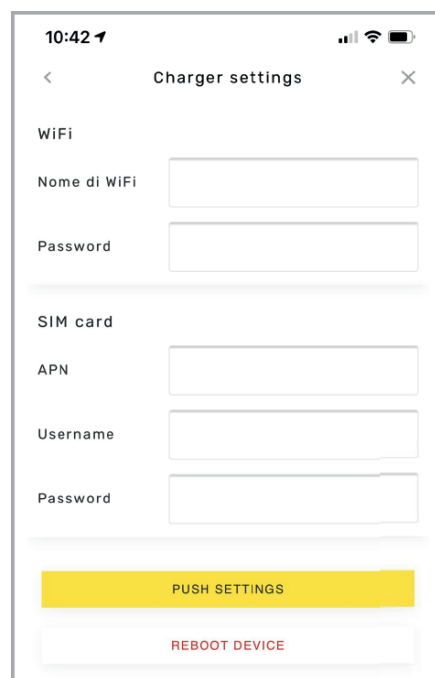 10:42
Charger settings
WiFi
Nome di WiFi
Password
SIM card
APN
Username
Password
PUSH SETTINGS
REBOOT DEVICE